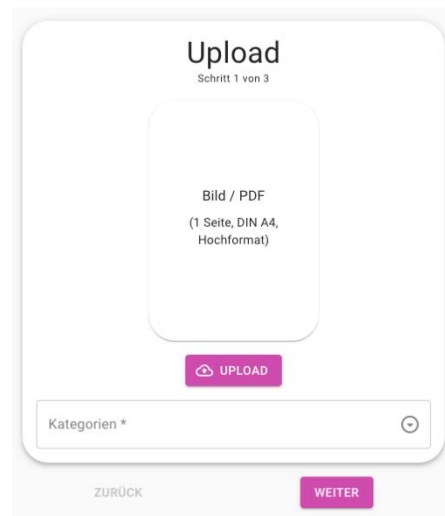 Upload
Schritt 1 von 3
Bild / PDF
(1 Seite, DIN A4,
Hochformat)
UPLOAD
Kategorien *
ZURÜCK
WEITER